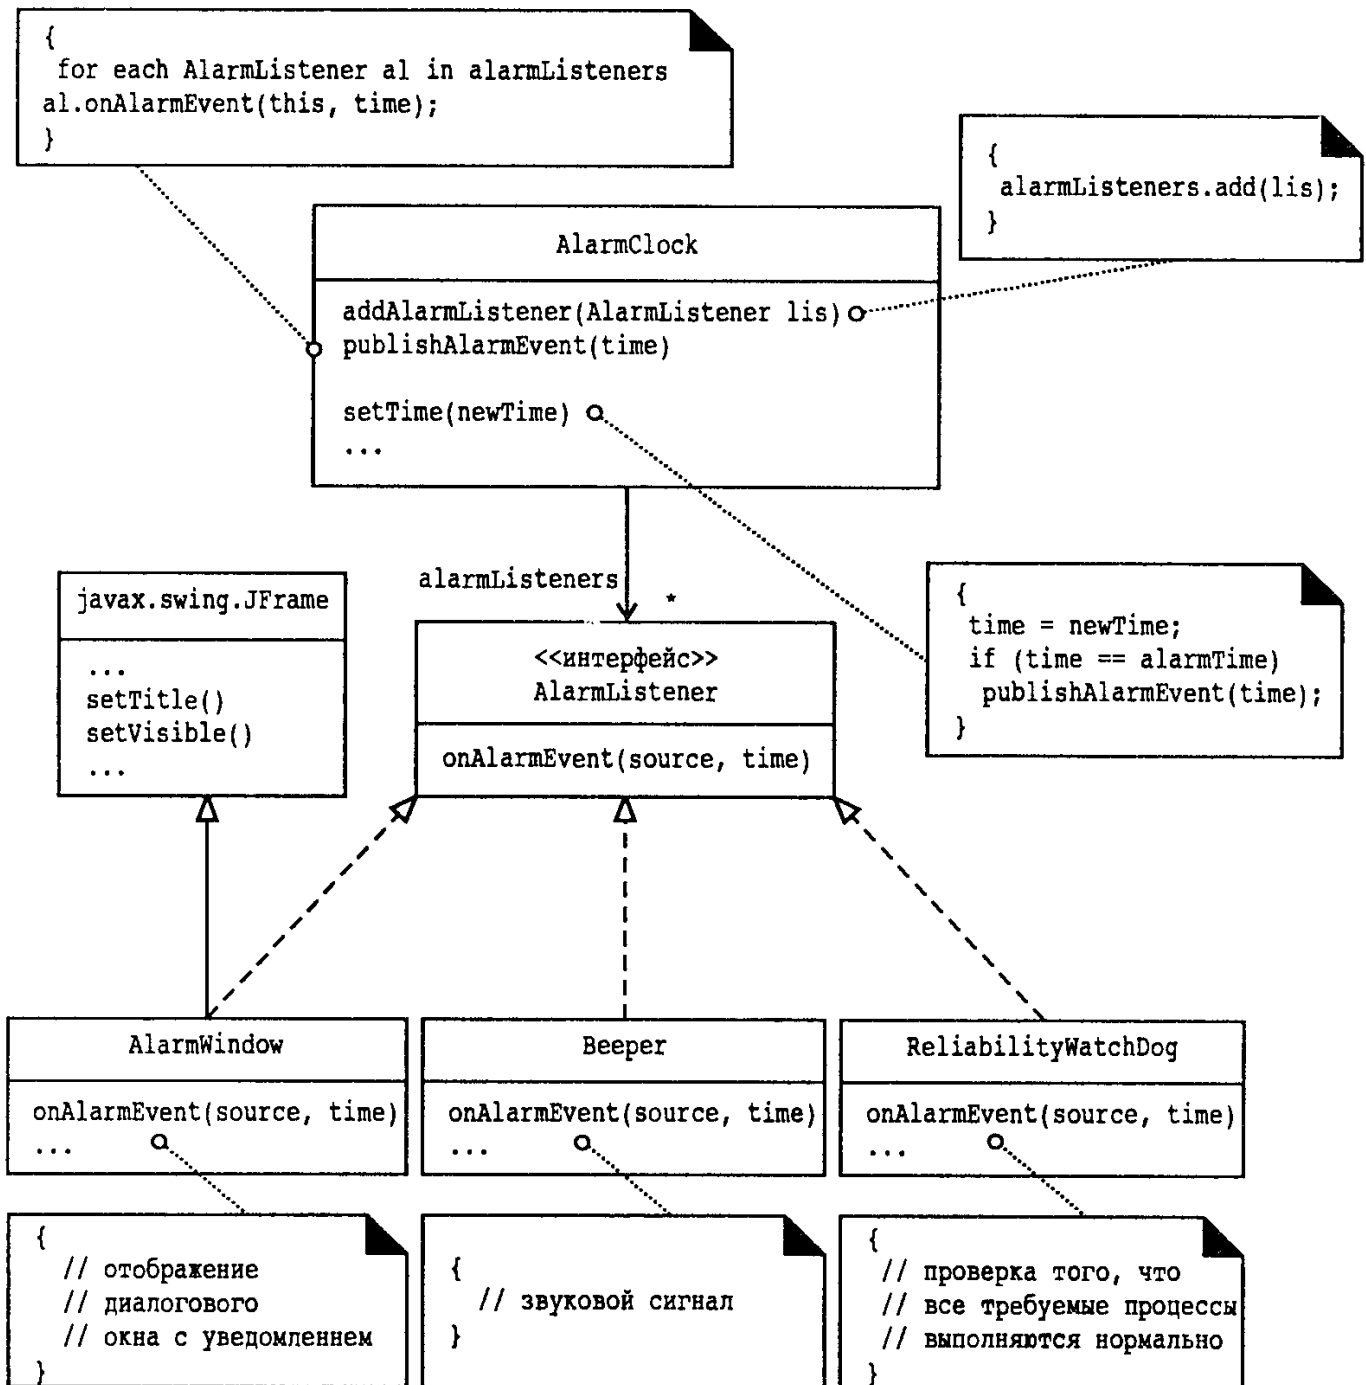 {
for each AlarmListener al in alarmListeners
al.onAlarmEvent(this, time);
}
{
alarmListeners.add(lis);
}
AlarmClock
addAlarmListener(AlarmListener lis)
publishAlarmEvent(time)
setTime(newTime)
...
alarmListeners
*
javax.swing.JFrame
...
setTitle()
setVisible()
...
<<интерфейс>>
AlarmListener
onAlarmEvent(source, time)
{
time = newTime;
if (time == alarmTime)
publishAlarmEvent(time);
}
AlarmWindow
onAlarmEvent(source, time)
...
Beeper
onAlarmEvent(source, time)
...
ReliabilityWatchDog
onAlarmEvent(source, time)
...
{
// отображение
// диалогового
// окна с уведомлением
}
{
// звуковой сигнал
}
{
// проверка того, что
// все требуемые процессы
// выполняются нормально
}